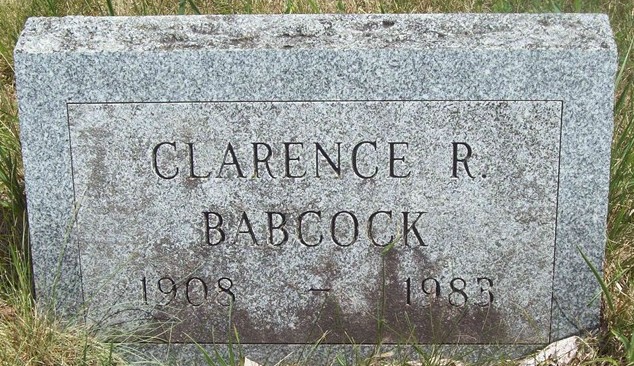 CLARENCE R.
BABCOCK
1908 - 1983